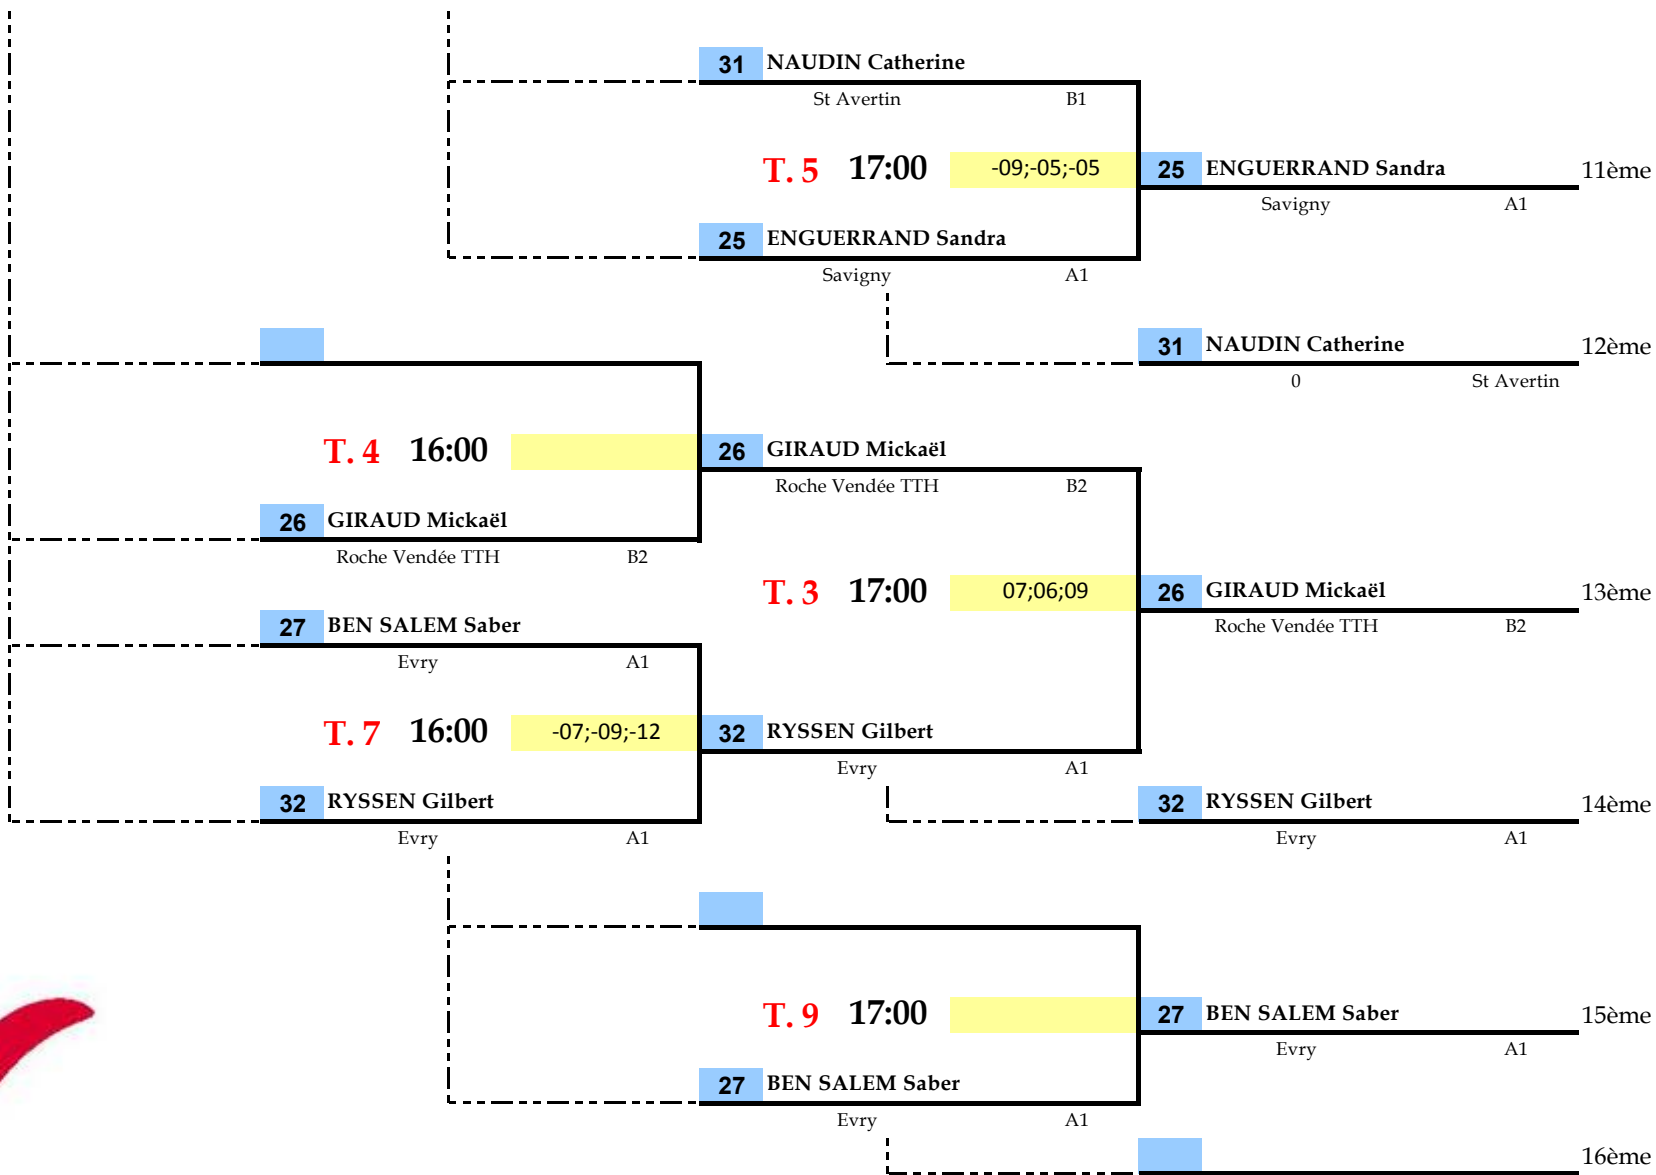 31 NAUDIN Catherine
St Avertin B1
T. 5 17:00 -09;-05;-05 25 ENGUERRAND Sandra 11ème
Savigny A1
25 ENGUERRAND Sandra
Savigny A1
31 NAUDIN Catherine 12ème
0 St Avertin
T. 4 16:00 26 GIRAUD Mickaël
Roche Vendée TTH B2
26 GIRAUD Mickaël
Roche Vendée TTH B2
T. 3 17:00 07;06;09 26 GIRAUD Mickaël 13ème
Roche Vendée TTH B2
27 BEN SALEM Saber
Evry A1
T. 7 16:00 -07;-09;-12 32 RYSSEN Gilbert
Evry A1
32 RYSSEN Gilbert 32 RYSSEN Gilbert 14ème
Evry A1 Evry A1
T. 9 17:00 27 BEN SALEM Saber 15ème
Evry A1
27 BEN SALEM Saber
Evry A1
16ème